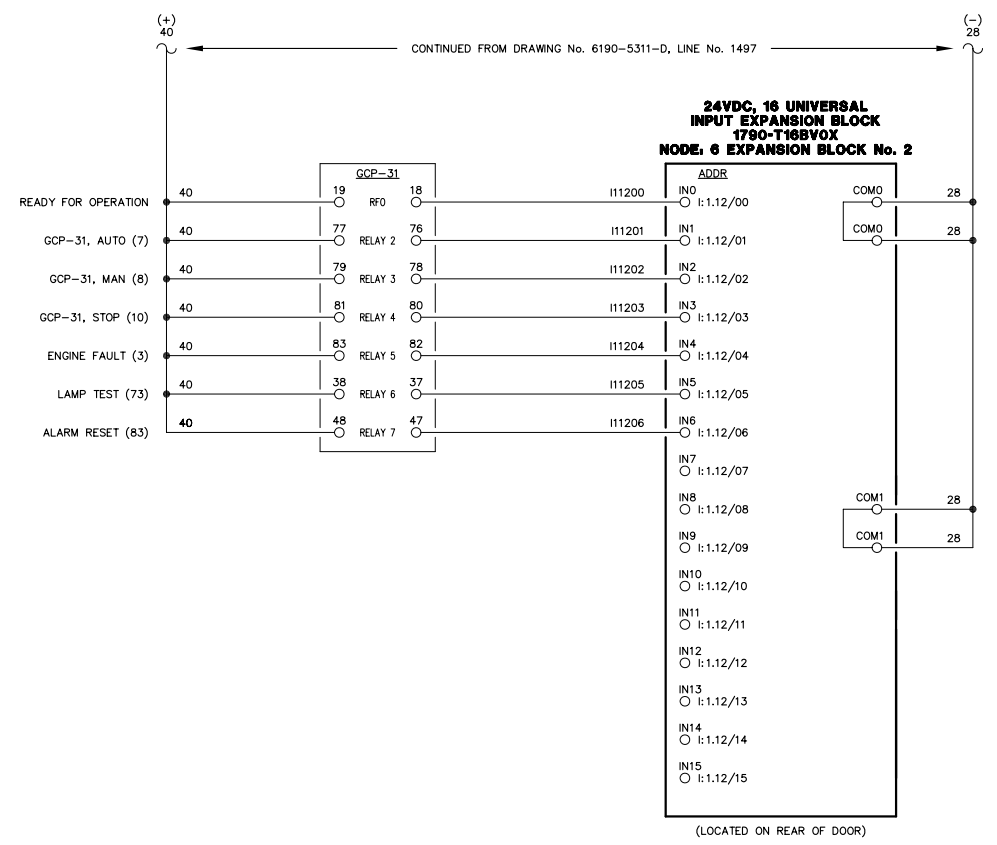 (+)
40
(−)
28
CONTINUED FROM DRAWING No. 6190-5311-D, LINE No. 1497
24VDC, 16 UNIVERSAL
INPUT EXPANSION BLOCK
1790-T16BV0X
NODE: 6 EXPANSION BLOCK No. 2
GCP-31
ADDR
READY FOR OPERATION 40 19 RFO 18 I11200 IN0 I:1.12/00 COM0 28
GCP-31, AUTO (7) 40 77 RELAY 2 76 I11201 IN1 I:1.12/01 COM0 28
GCP-31, MAN (8) 40 79 RELAY 3 78 I11202 IN2 I:1.12/02
GCP-31, STOP (10) 40 81 RELAY 4 80 I11203 IN3 I:1.12/03
ENGINE FAULT (3) 40 83 RELAY 5 82 I11204 IN4 I:1.12/04
LAMP TEST (73) 40 38 RELAY 6 37 I11205 IN5 I:1.12/05
ALARM RESET (83) 40 48 RELAY 7 47 I11206 IN6 I:1.12/06
IN7 I:1.12/07
IN8 I:1.12/08 COM1 28
IN9 I:1.12/09 COM1 28
IN10 I:1.12/10
IN11 I:1.12/11
IN12 I:1.12/12
IN13 I:1.12/13
IN14 I:1.12/14
IN15 I:1.12/15
(LOCATED ON REAR OF DOOR)